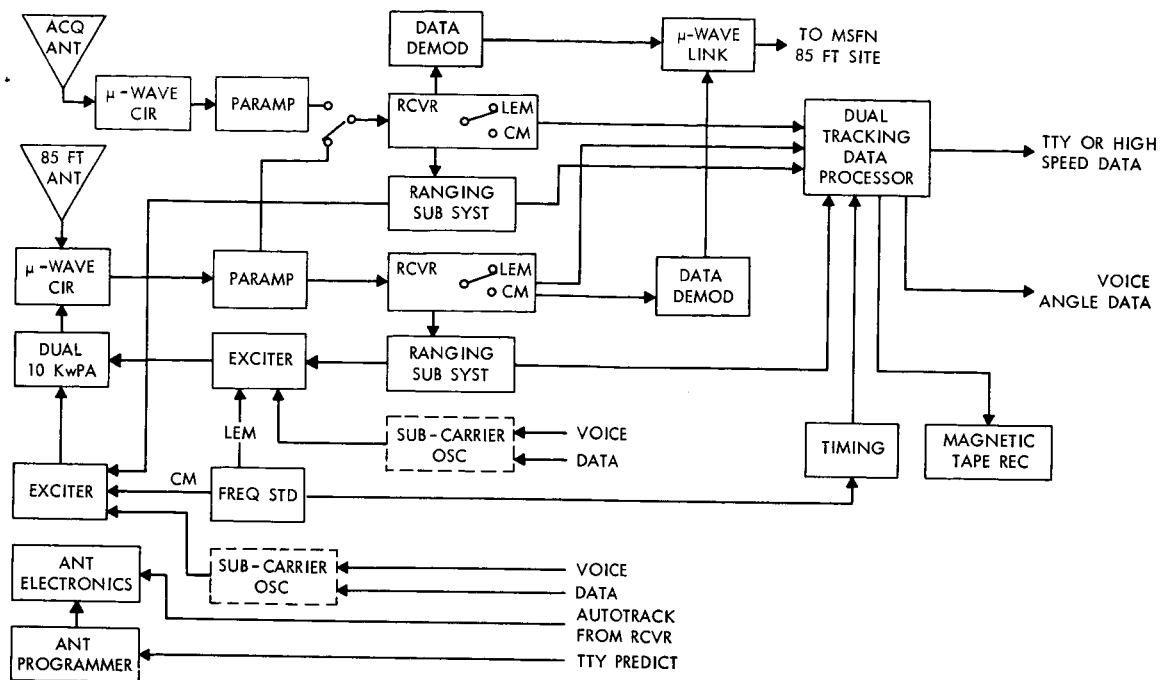 ACQ
ANT
μ-WAVE
CIR
PARAMP
DATA
DEMOD
μ-WAVE
LINK
TO MSFN
85 FT SITE
RCVR
LEM
CM
DUAL
TRACKING
DATA
PROCESSOR
TTY OR HIGH
SPEED DATA
85 FT
ANT
RANGING
SUB SYST
μ-WAVE
CIR
PARAMP
RCVR
LEM
CM
DATA
DEMOD
VOICE
ANGLE DATA
DUAL
10 KwPA
EXCITER
RANGING
SUB SYST
LEM
SUB-CARRIER
OSC
VOICE
DATA
TIMING
MAGNETIC
TAPE REC
EXCITER
CM
FREQ STD
ANT
ELECTRONICS
SUB-CARRIER
OSC
VOICE
DATA
AUTOTRACK
FROM RCVR
ANT
PROGRAMMER
TTY PREDICT